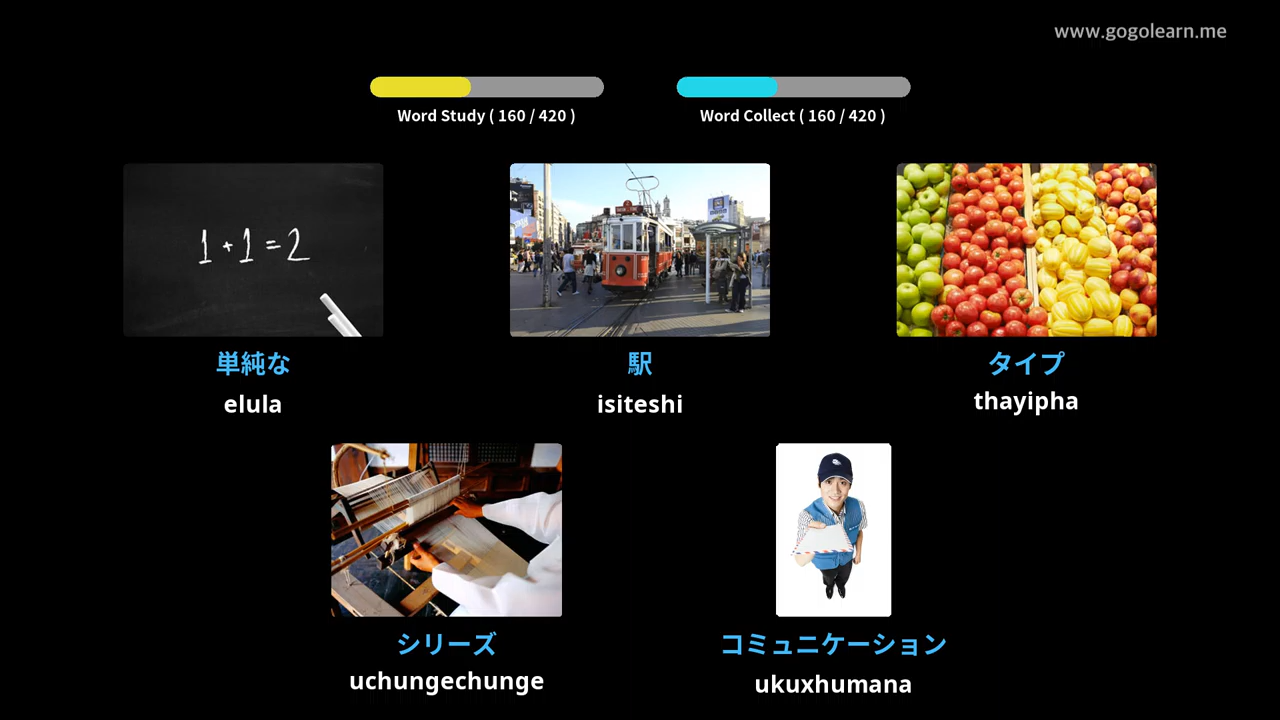 www.gogolearn.me
Word Study ( 160 / 420 )
Word Collect ( 160 / 420 )
1 + 1 = 2
単純な
elula
駅
isiteshi
タイプ
thayipha
シリーズ
uchungechunge
コミュニケーション
ukuxhumana